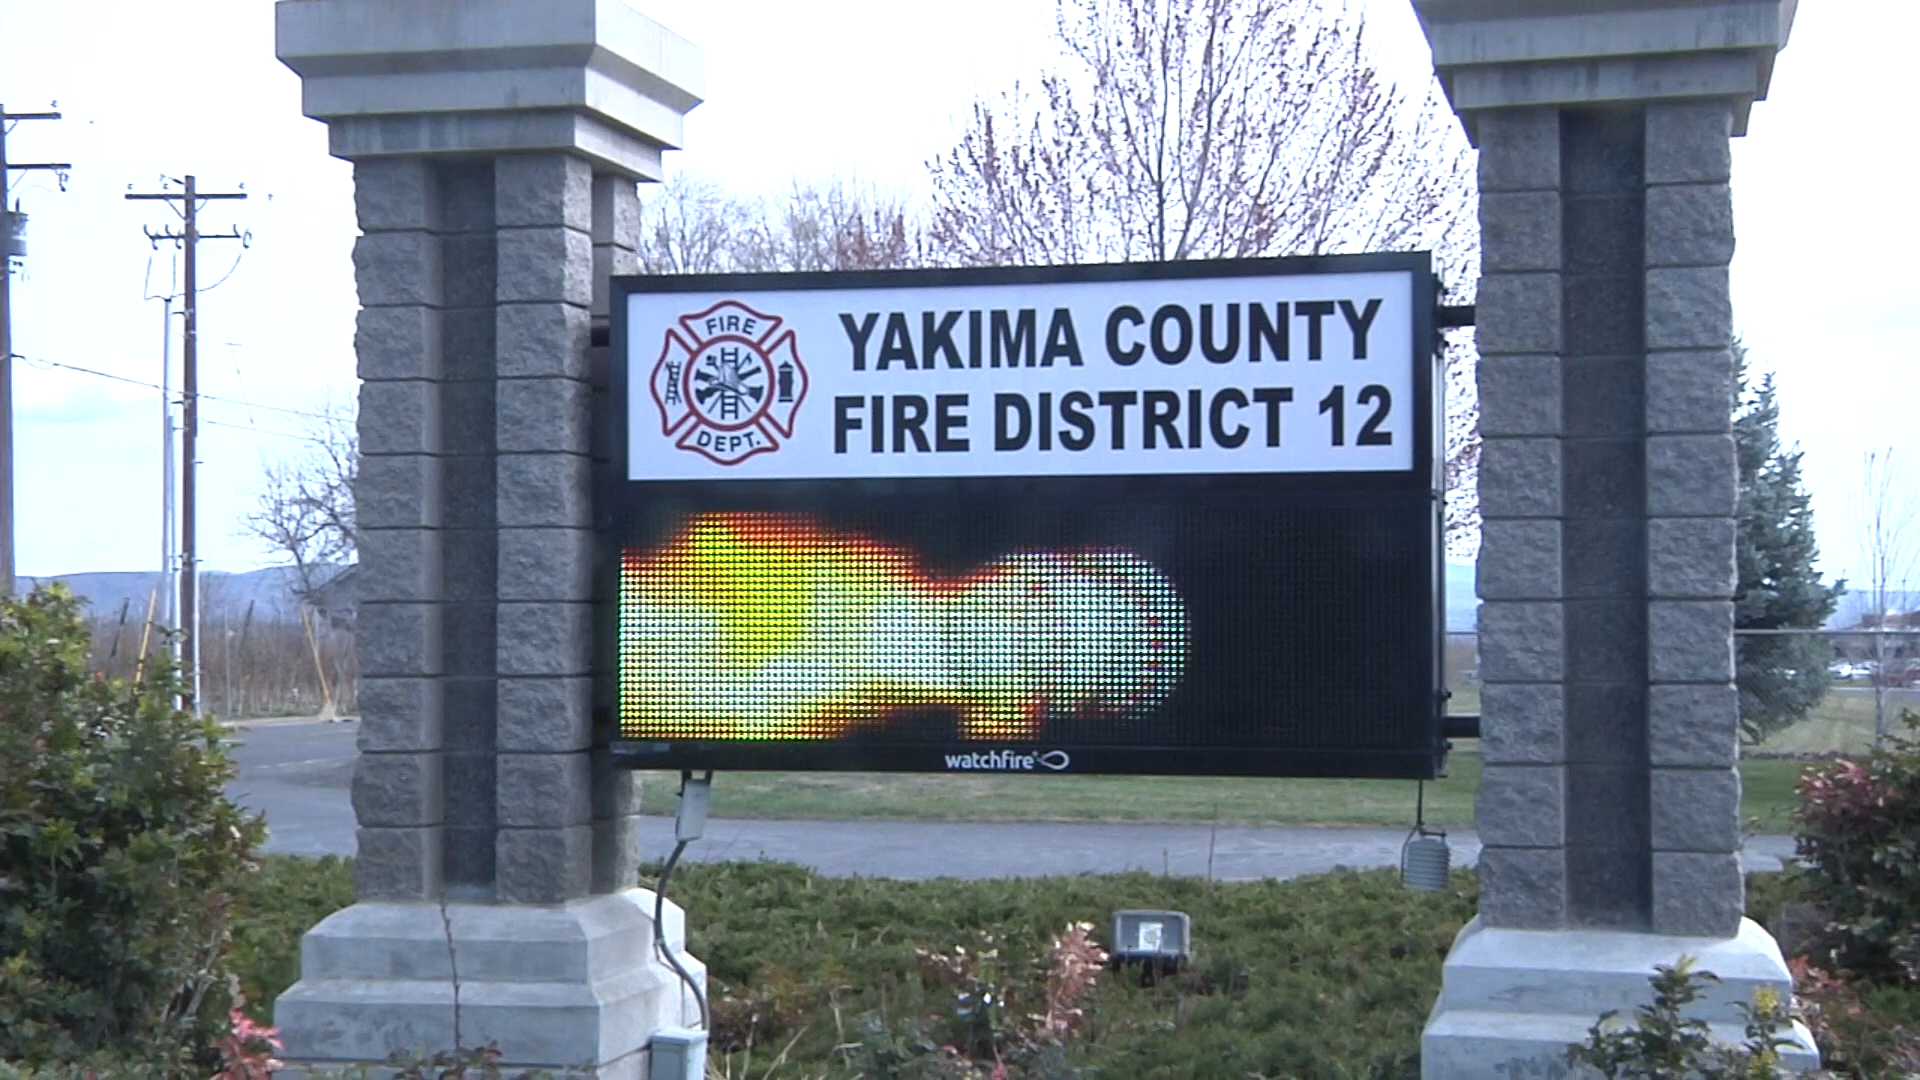 FIRE
DEPT.
YAKIMA COUNTY
FIRE DISTRICT 12
watchfire